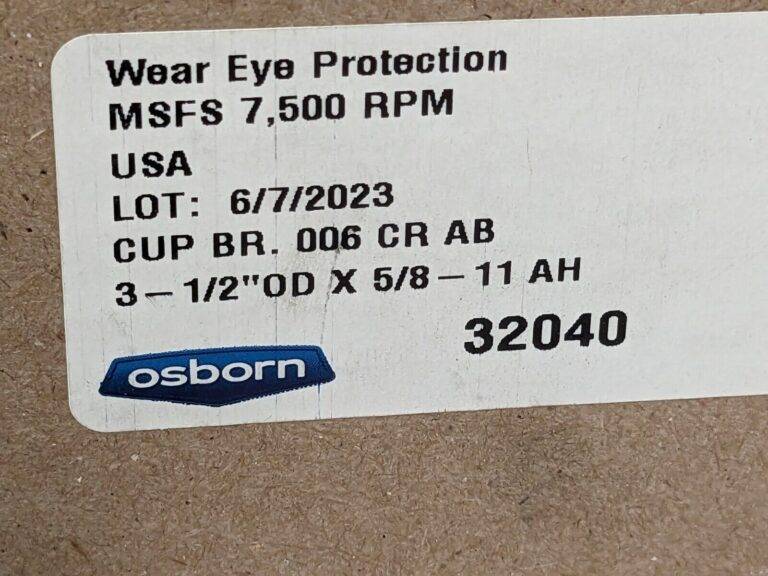 Wear Eye Protection
MSFS 7,500 RPM
USA
LOT: 6/7/2023
CUP BR. 006 CR AB
3-1/2"OD X 5/8-11 AH
32040
osborn